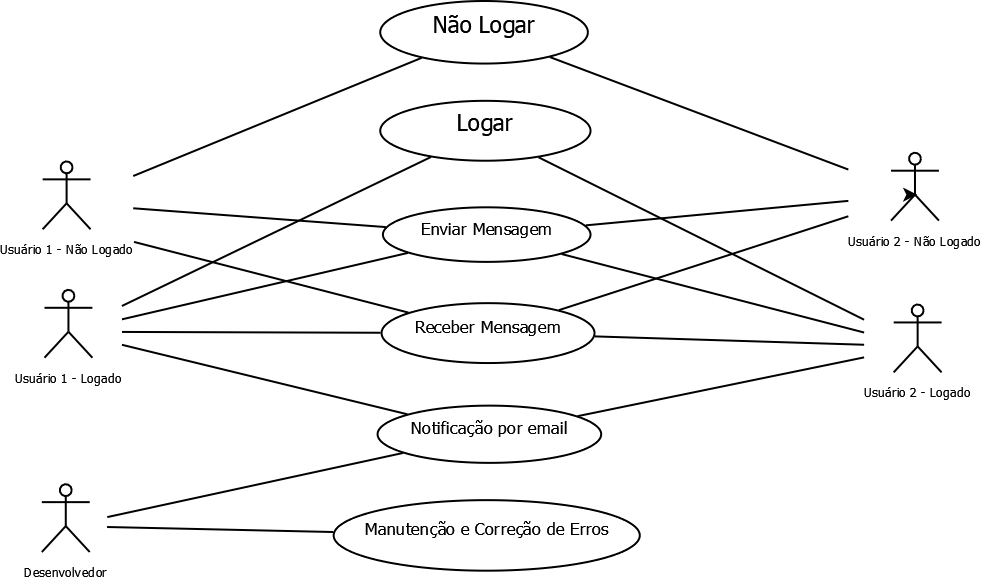 Não Logar
Logar
Enviar Mensagem
Usuário 1 - Não Logado
Usuário 2 - Não Logado
Receber Mensagem
Usuário 1 - Logado
Usuário 2 - Logado
Notificação por email
Manutenção e Correção de Erros
Desenvolvedor